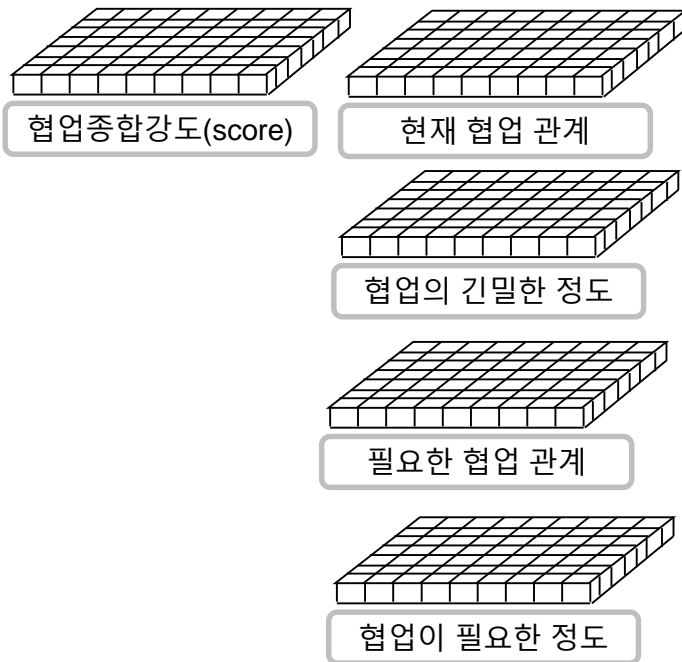 협업종합강도(score)
현재 협업 관계
협업의 긴밀한 정도
필요한 협업 관계
협업이 필요한 정도